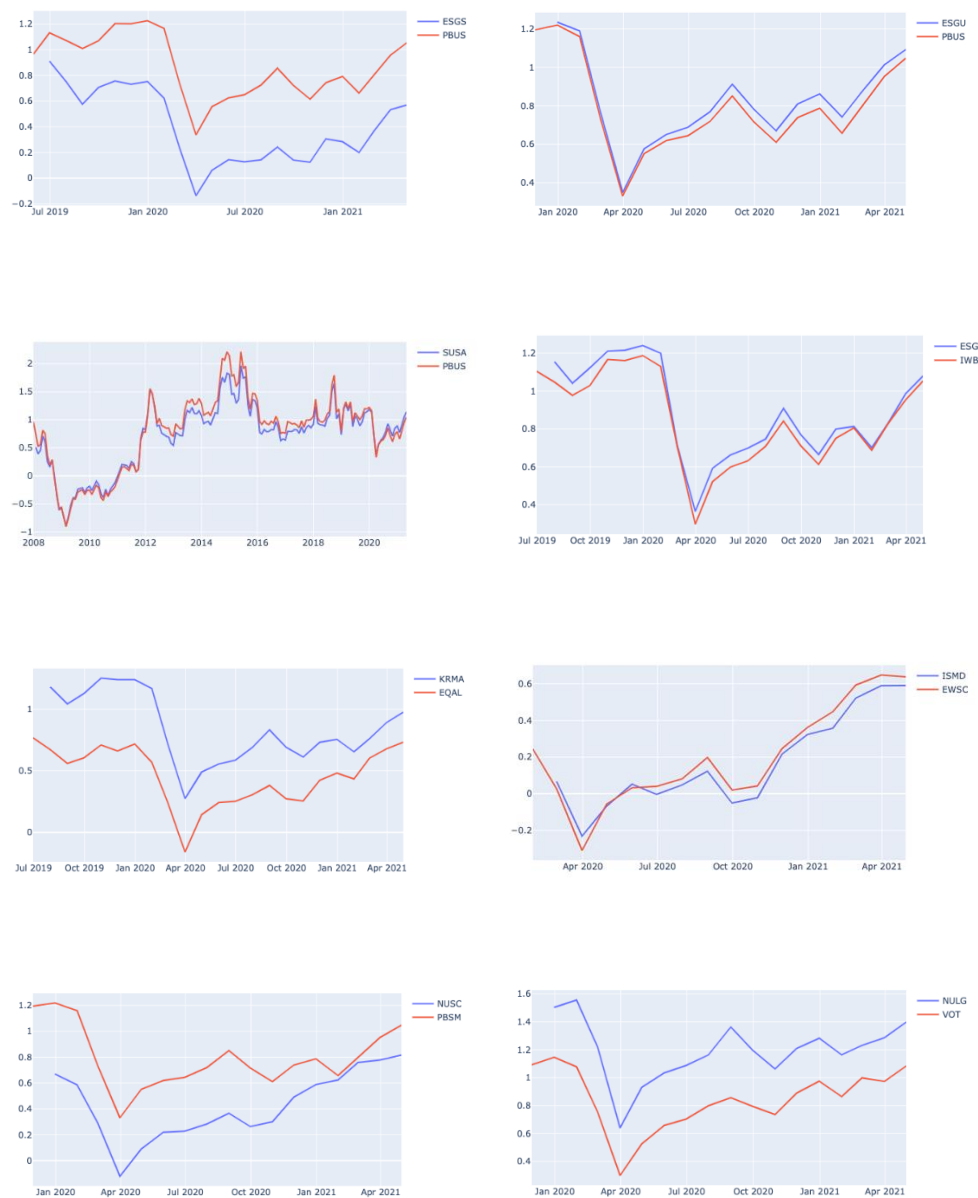 ESGS
PBUS
1.2
1
0.8
0.6
0.4
0.2
0
−0.2
Jul 2019 Jan 2020 Jul 2020 Jan 2021
ESGU
PBUS
1.2
1
0.8
0.6
0.4
Jan 2020 Apr 2020 Jul 2020 Oct 2020 Jan 2021 Apr 2021
SUSA
PBUS
2
1.5
1
0.5
0
−0.5
−1
2008 2010 2012 2014 2016 2018 2020
ESG
IWB
1.2
1
0.8
0.6
0.4
Jul 2019 Oct 2019 Jan 2020 Apr 2020 Jul 2020 Oct 2020 Jan 2021 Apr 2021
KRMA
EQAL
1
0.5
0
Jul 2019 Oct 2019 Jan 2020 Apr 2020 Jul 2020 Oct 2020 Jan 2021 Apr 2021
ISMD
EWSC
0.6
0.4
0.2
0
−0.2
Apr 2020 Jul 2020 Oct 2020 Jan 2021 Apr 2021
NUSC
PBSM
1.2
1
0.8
0.6
0.4
0.2
0
Jan 2020 Apr 2020 Jul 2020 Oct 2020 Jan 2021 Apr 2021
NULG
VOT
1.6
1.4
1.2
1
0.8
0.6
0.4
Jan 2020 Apr 2020 Jul 2020 Oct 2020 Jan 2021 Apr 2021